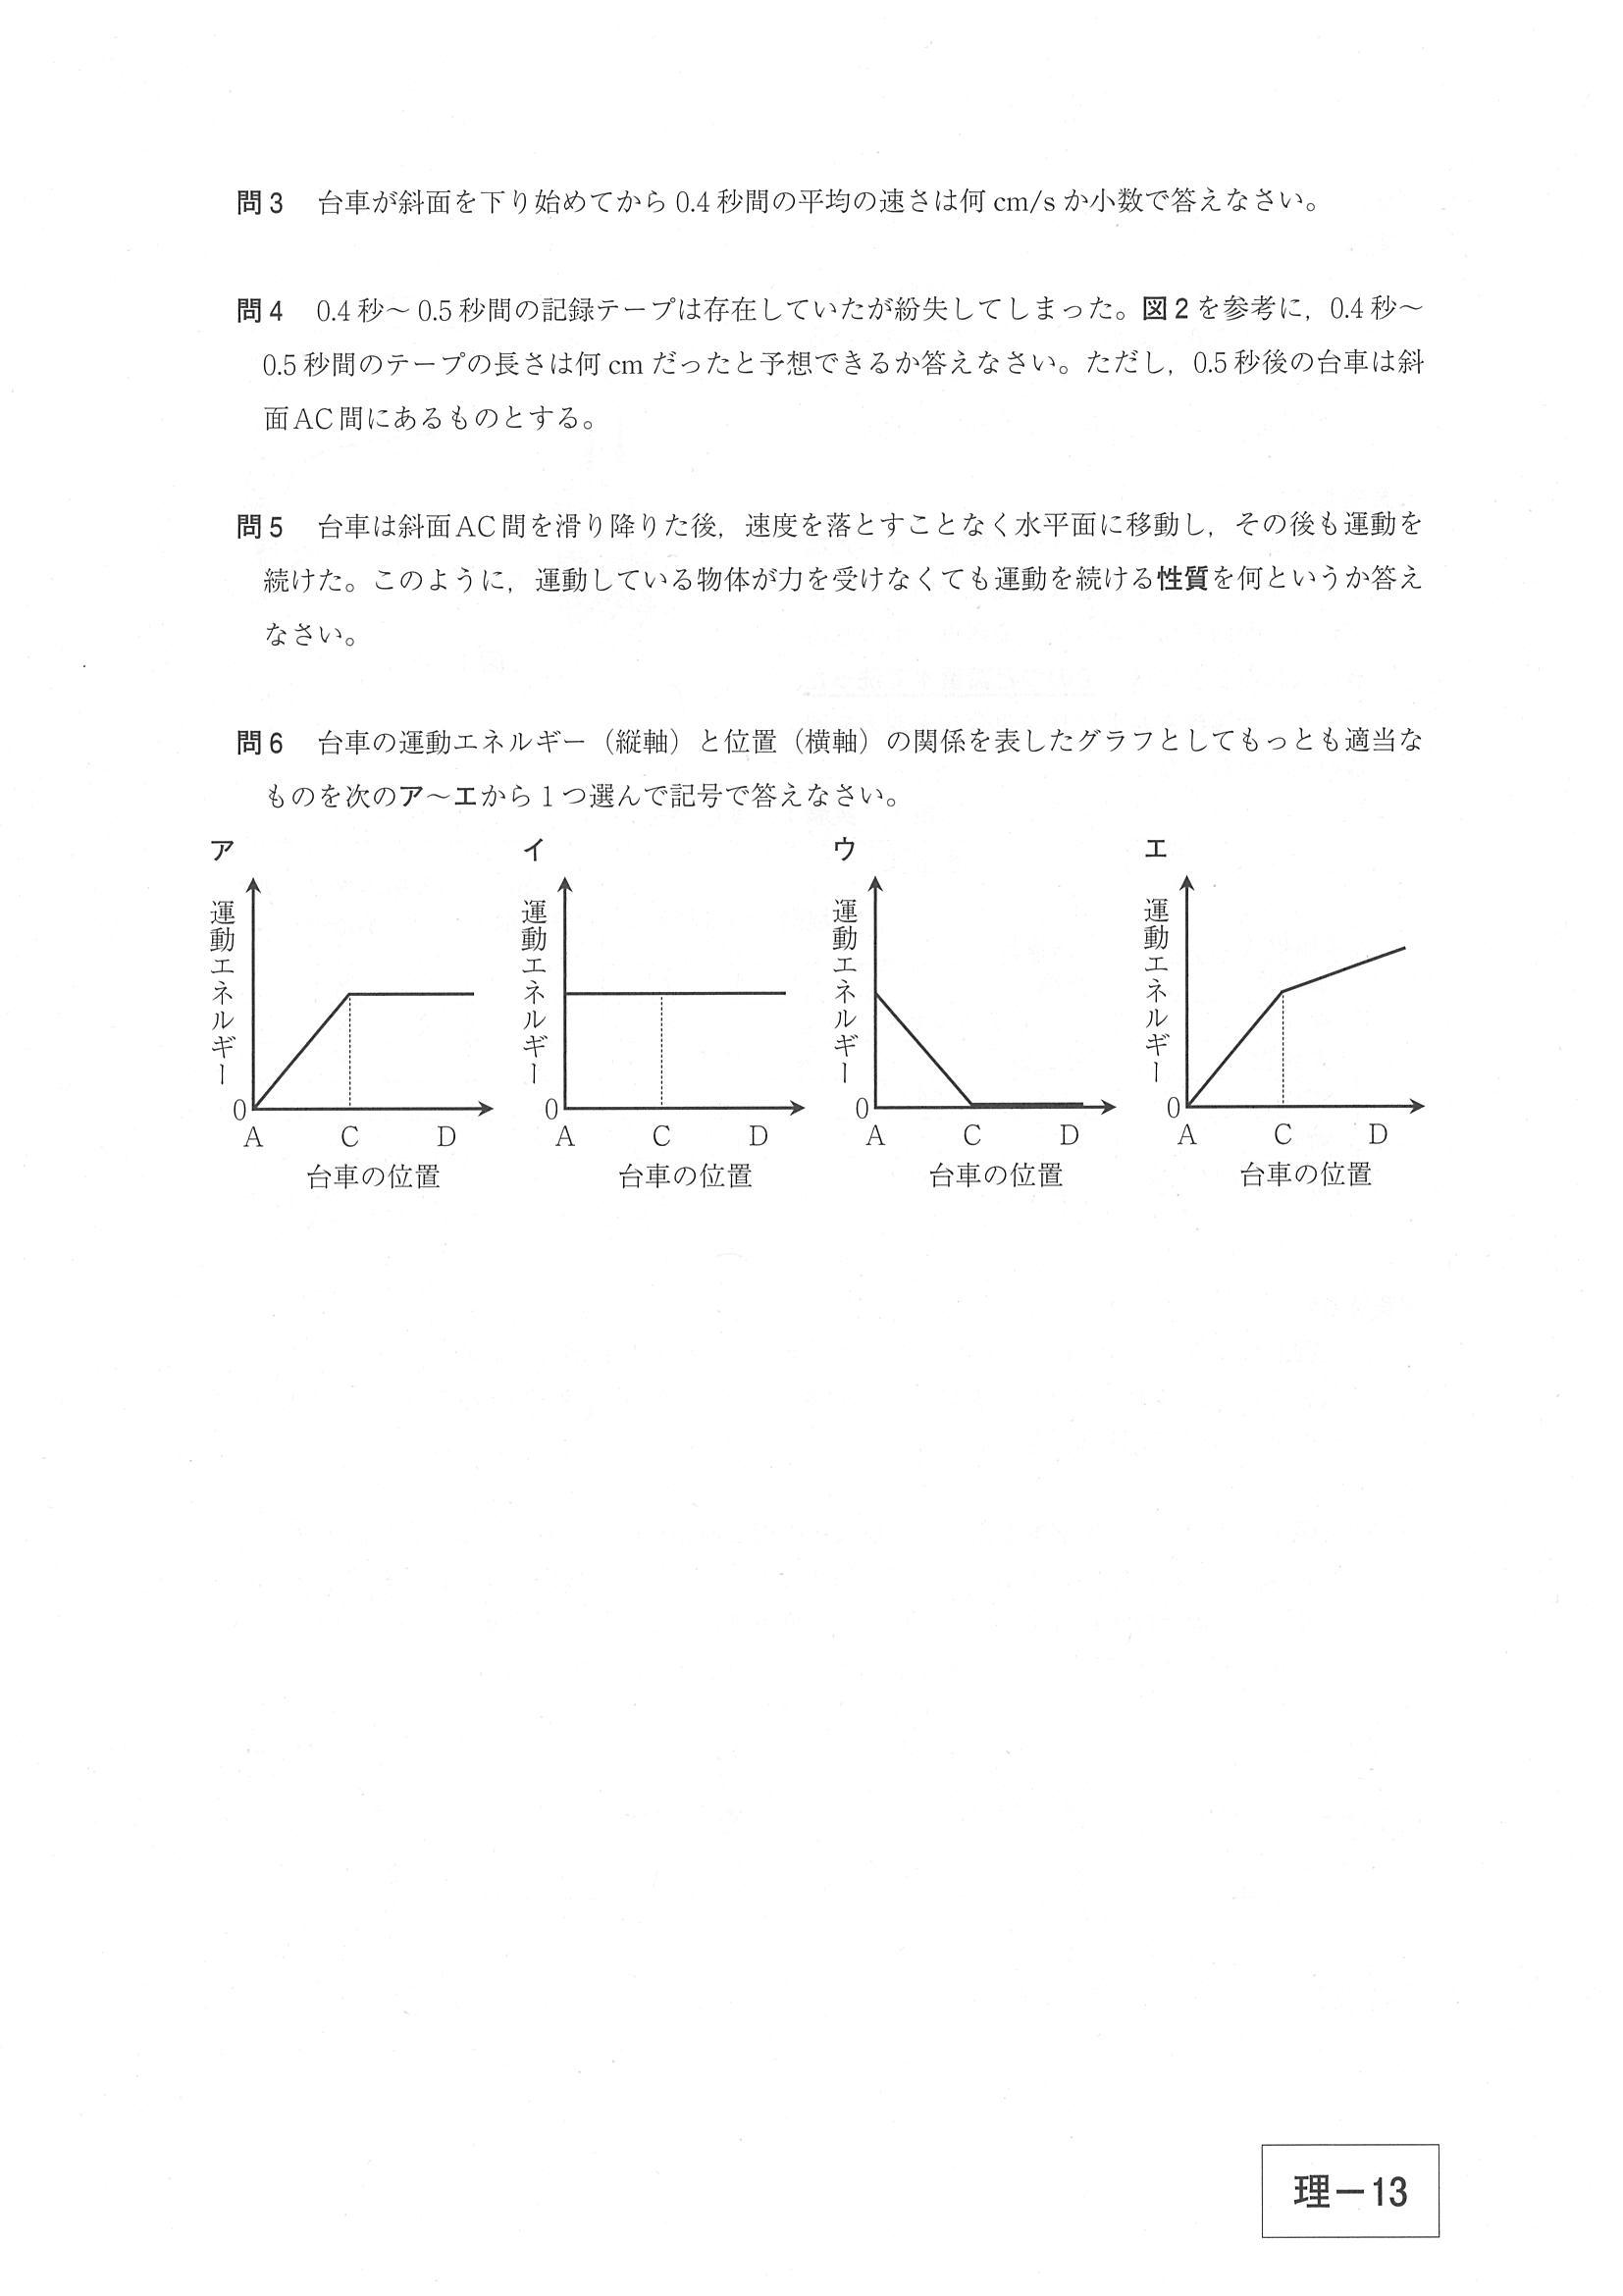 問3　台車が斜面を下り始めてから0.4秒間の平均の速さは何cm/sか小数で答えなさい。
問4　0.4秒～0.5秒間の記録テープは存在していたが紛失してしまった。図2を参考に，0.4秒～
0.5秒間のテープの長さは何cmだったと予想できるか答えなさい。ただし，0.5秒後の台車は斜
面AC間にあるものとする。
問5　台車は斜面AC間を滑り降りた後，速度を落とすことなく水平面に移動し，その後も運動を
続けた。このように，運動している物体が力を受けなくても運動を続ける性質を何というか答え
なさい。
問6　台車の運動エネルギー（縦軸）と位置（横軸）の関係を表したグラフとしてもっとも適当な
ものを次のア～エから1つ選んで記号で答えなさい。
ア
運動エネルギー
0
A C D
台車の位置
イ
運動エネルギー
0
A C D
台車の位置
ウ
運動エネルギー
0
A C D
台車の位置
エ
運動エネルギー
0
A C D
台車の位置
理－13